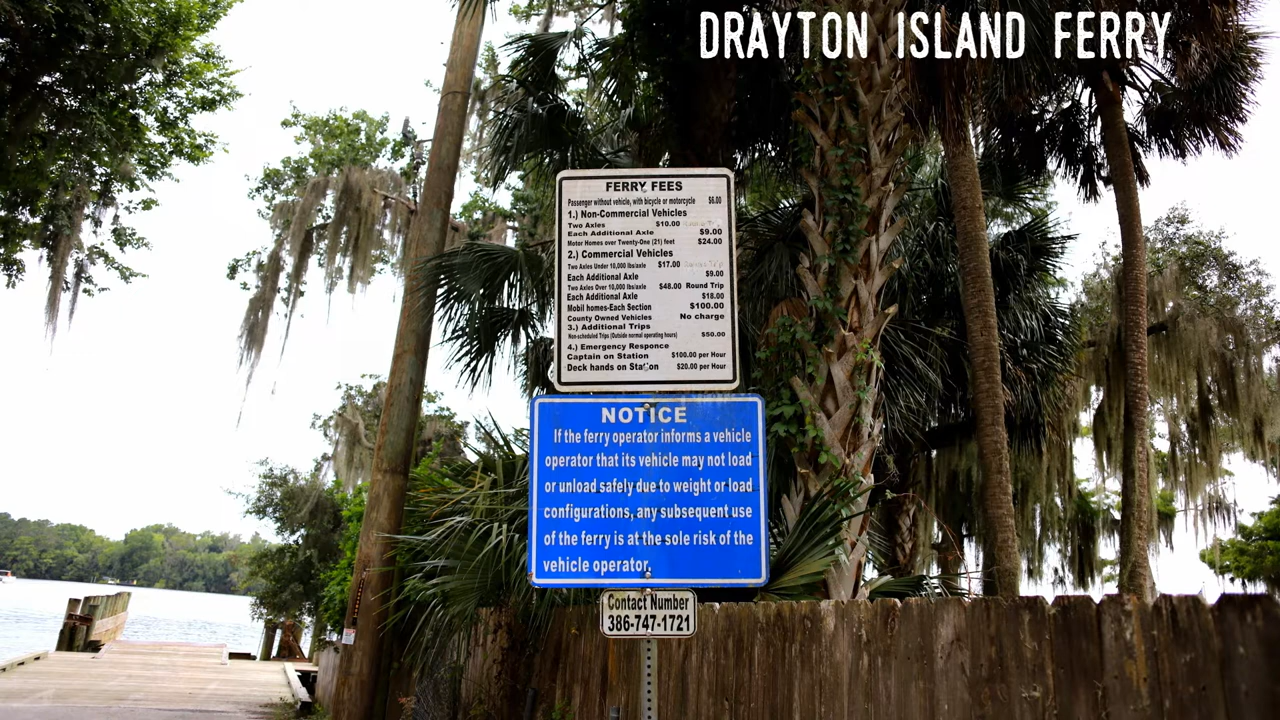 DRAYTON ISLAND FERRY
FERRY FEES
Passenger without vehicle, with bicycle or motorcycle $6.00
1.) Non-Commercial Vehicles
Two Axles $10.00
Each Additional Axle $9.00
Motor Homes over Twenty-One (21) feet $24.00
2.) Commercial Vehicles
Two Axles Under 10,000 lbs/axle $17.00
Each Additional Axle $9.00
Two Axles Over 10,000 lbs/axle $48.00 Round Trip
Each Additional Axle $18.00
Mobil homes-Each Section $100.00
County Owned Vehicles No charge
3.) Additional Trips
Non-scheduled Trips (Outside normal operating hours) $50.00
4.) Emergency Responce
Captain on Station $100.00 per Hour
Deck hands on Station $20.00 per Hour
NOTICE
If the ferry operator informs a vehicle
operator that its vehicle may not load
or unload safely due to weight or load
configurations, any subsequent use
of the ferry is at the sole risk of the
vehicle operator.
Contact Number
386-747-1721